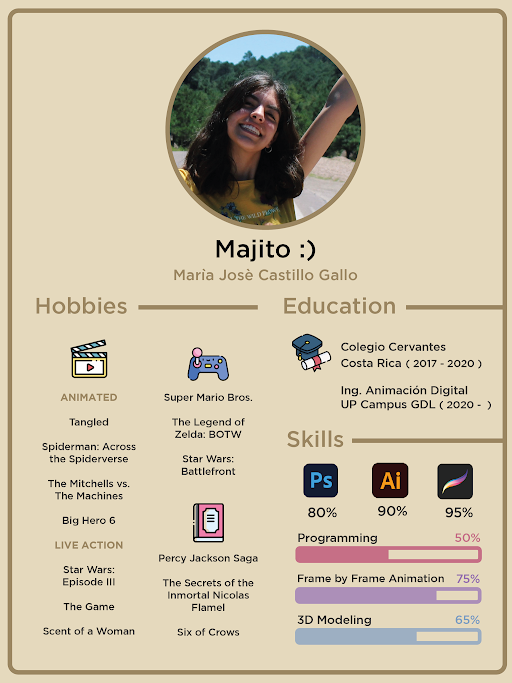 Majito :)
Marìa Josè Castillo Gallo
Hobbies
ANIMATED
Tangled
Spiderman: Across
the Spiderverse
The Mitchells vs.
The Machines
Big Hero 6
LIVE ACTION
Star Wars:
Episode III
The Game
Scent of a Woman
Super Mario Bros.
The Legend of
Zelda: BOTW
Star Wars:
Battlefront
Percy Jackson Saga
The Secrets of the
Inmortal Nicolas
Flamel
Six of Crows
Education
Colegio Cervantes
Costa Rica ( 2017 - 2020 )
Ing. Animación Digital
UP Campus GDL ( 2020 - )
Skills
Ps
Ai
80%
90%
95%
Programming 50%
Frame by Frame Animation 75%
3D Modeling 65%